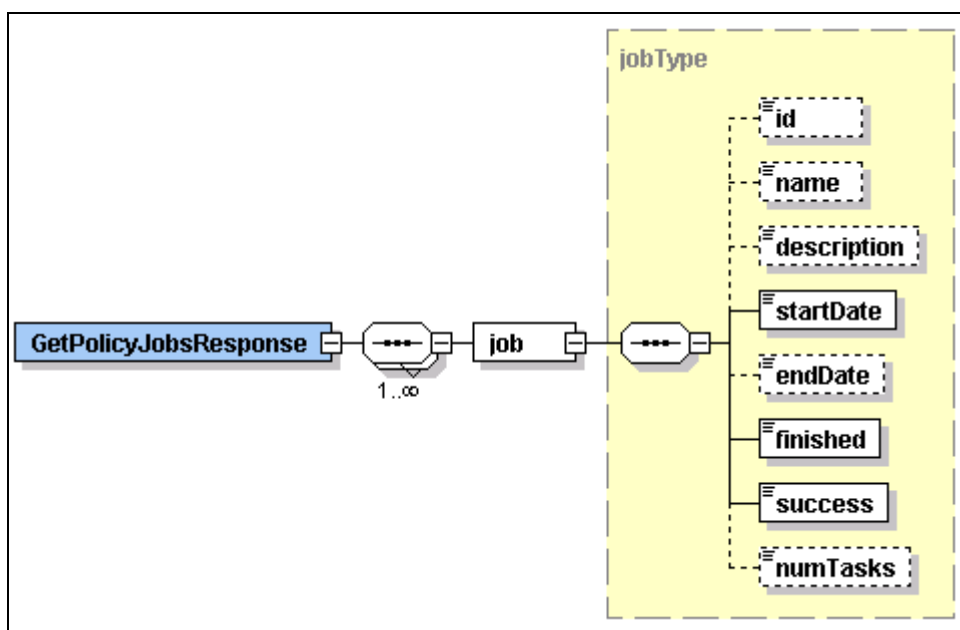 jobType
id
name
description
startDate
GetPolicyJobsResponse
job
1..∞
endDate
finished
success
numTasks